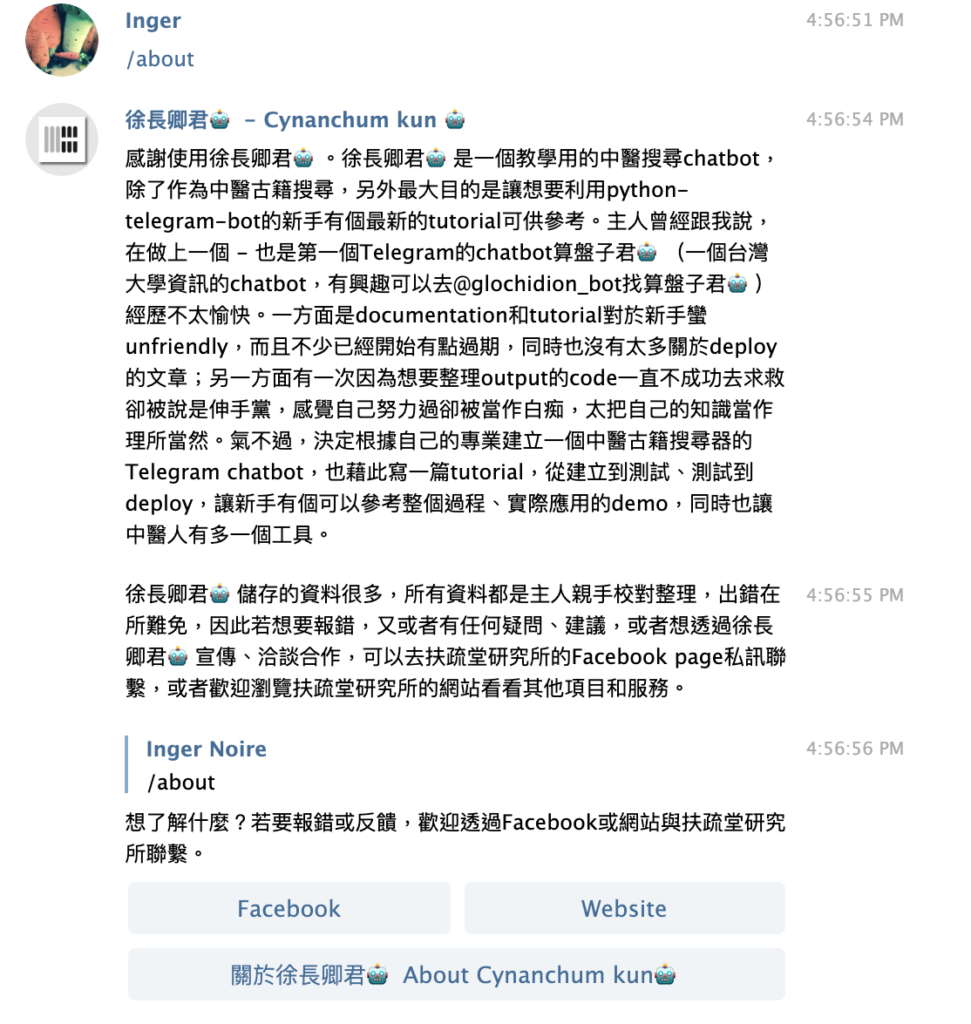 Inger
4:56:51 PM
/about
徐長卿君🤖 – Cynanchum kun 🤖
4:56:54 PM
感謝使用徐長卿君🤖 。徐長卿君🤖 是一個教學用的中醫搜尋chatbot，
除了作為中醫古籍搜尋，另外最大目的是讓想要利用python-
telegram-bot的新手有個最新的tutorial可供參考。主人曾經跟我說，
在做上一個 – 也是第一個Telegram的chatbot算盤子君🤖 （一個台灣
大學資訊的chatbot，有興趣可以去@glochidion_bot找算盤子君🤖 ）
經歷不太愉快。一方面是documentation和tutorial對於新手蠻
unfriendly，而且不少已經開始有點過期，同時也沒有太多關於deploy
的文章；另一方面有一次因為想要整理output的code一直不成功去求救
卻被說是伸手黨，感覺自己努力過卻被當作白痴，太把自己的知識當作
理所當然。氣不過，決定根據自己的專業建立一個中醫古籍搜尋器的
Telegram chatbot，也藉此寫一篇tutorial，從建立到測試、測試到
deploy，讓新手有個可以參考整個過程、實際應用的demo，同時也讓
中醫人有多一個工具。
徐長卿君🤖 儲存的資料很多，所有資料都是主人親手校對整理，出錯在
4:56:55 PM
所難免，因此若想要報錯，又或者有任何疑問、建議，或者想透過徐長
卿君🤖 宣傳、洽談合作，可以去扶疏堂研究所的Facebook page私訊聯
繫，或者歡迎瀏覽扶疏堂研究所的網站看看其他項目和服務。
Inger Noire
4:56:56 PM
/about
想了解什麼？若要報錯或反饋，歡迎透過Facebook或網站與扶疏堂研究
所聯繫。
Facebook
Website
關於徐長卿君🤖 About Cynanchum kun🤖